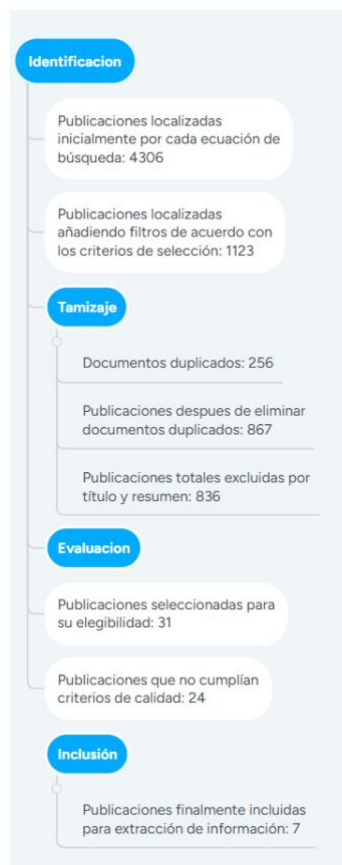 Identificacion
Publicaciones localizadas
inicialmente por cada ecuación de
búsqueda: 4306
Publicaciones localizadas
añadiendo filtros de acuerdo con
los criterios de selección: 1123
Tamizaje
Documentos duplicados: 256
Publicaciones despues de eliminar
documentos duplicados: 867
Publicaciones totales excluidas por
título y resumen: 836
Evaluacion
Publicaciones seleccionadas para
su elegibilidad: 31
Publicaciones que no cumplían
criterios de calidad: 24
Inclusión
Publicaciones finalmente incluidas
para extracción de información: 7